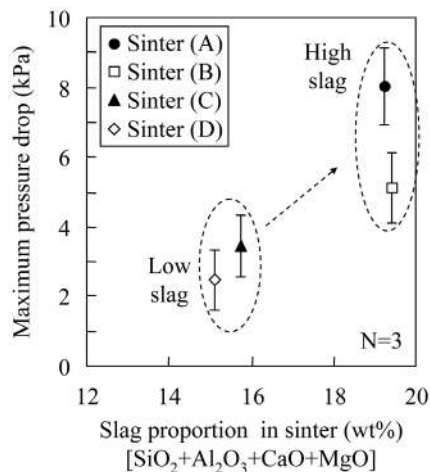 Maximum pressure drop (kPa)
10
8
6
4
2
0
Sinter (A)
Sinter (B)
Sinter (C)
Sinter (D)
High
slag
Low
slag
N=3
12 14 16 18 20
Slag proportion in sinter (wt%)
[SiO₂+Al₂O₃+CaO+MgO]